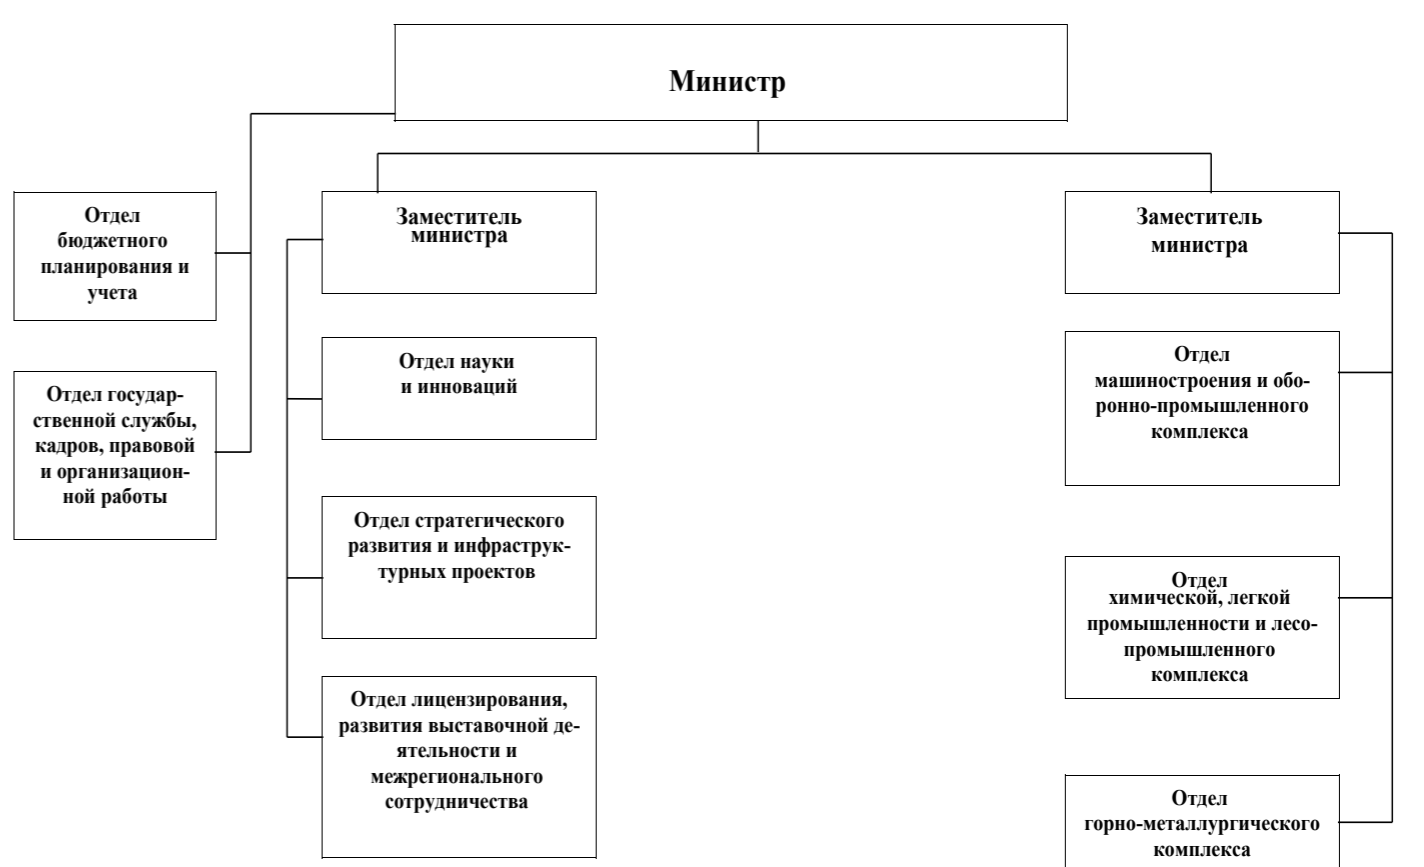 Министр
Отдел
бюджетного
планирования и
учета
Отдел государ-
ственной службы,
кадров, правовой
и организацион-
ной работы
Заместитель
министра
Отдел науки
и инноваций
Отдел стратегического
развития и инфраструк-
турных проектов
Отдел лицензирования,
развития выставочной де-
ятельности и
межрегионального
сотрудничества
Заместитель
министра
Отдел
машиностроения и обо-
ронно-промышленного
комплекса
Отдел
химической, легкой
промышленности и лесо-
промышленного
комплекса
Отдел
горно-металлургического
комплекса